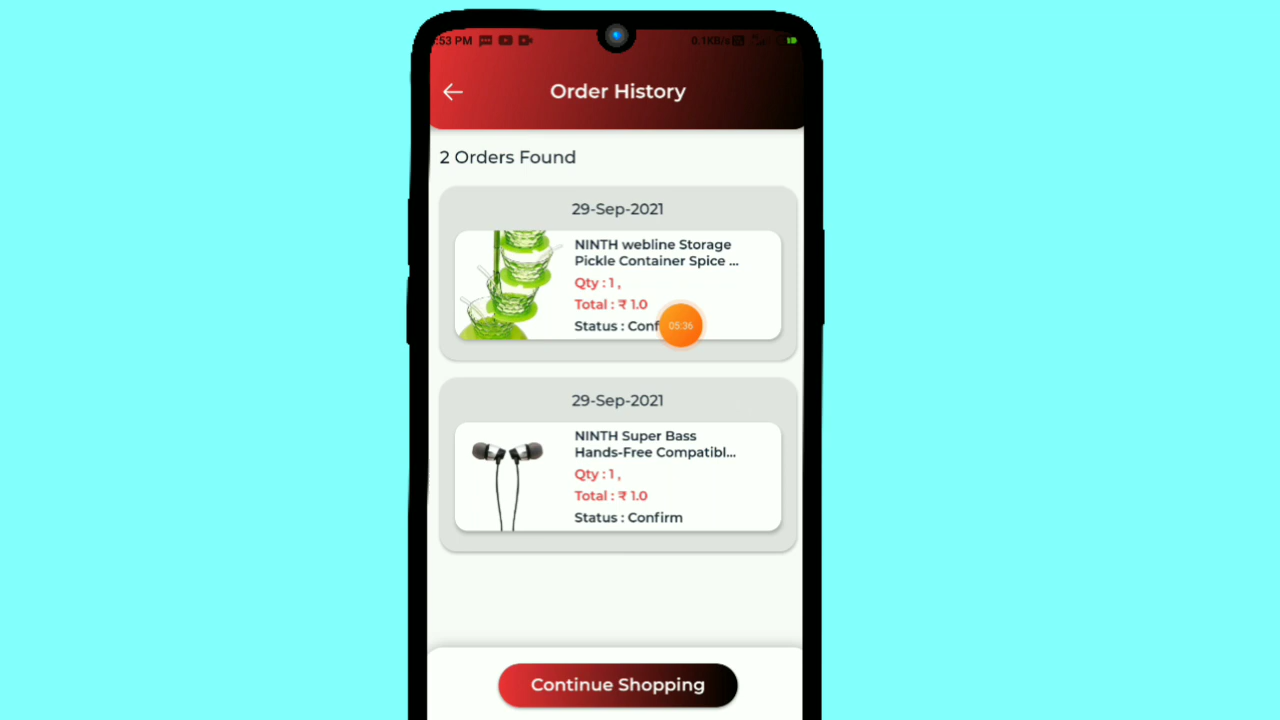 :53 PM
0.1KB/s
Order History
2 Orders Found
29-Sep-2021
NINTH webline Storage
Pickle Container Spice ...
Qty : 1 ,
Total : ₹ 1.0
Status : Conf
05:36
29-Sep-2021
NINTH Super Bass
Hands-Free Compatibl...
Qty : 1 ,
Total : ₹ 1.0
Status : Confirm
Continue Shopping